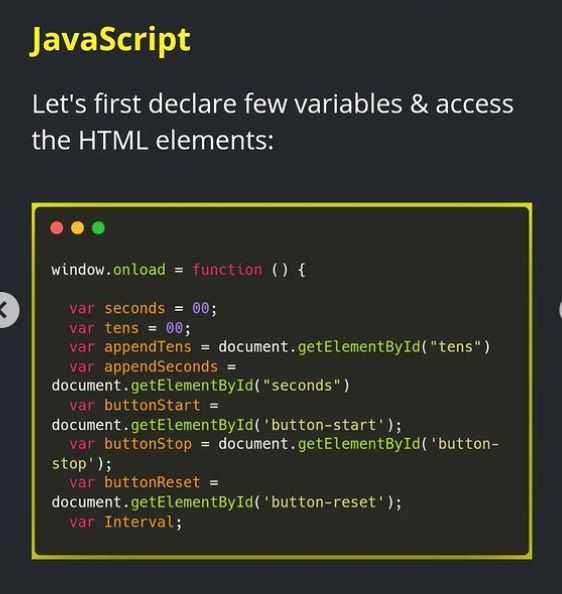 JavaScript
Let's first declare few variables & access
the HTML elements:
window.onload = function () {
var seconds = 00;
var tens = 00;
var appendTens = document.getElementById("tens")
var appendSeconds =
document.getElementById("seconds")
var buttonStart =
document.getElementById('button-start');
var buttonStop = document.getElementById('button-
stop');
var buttonReset =
document.getElementById('button-reset');
var Interval;